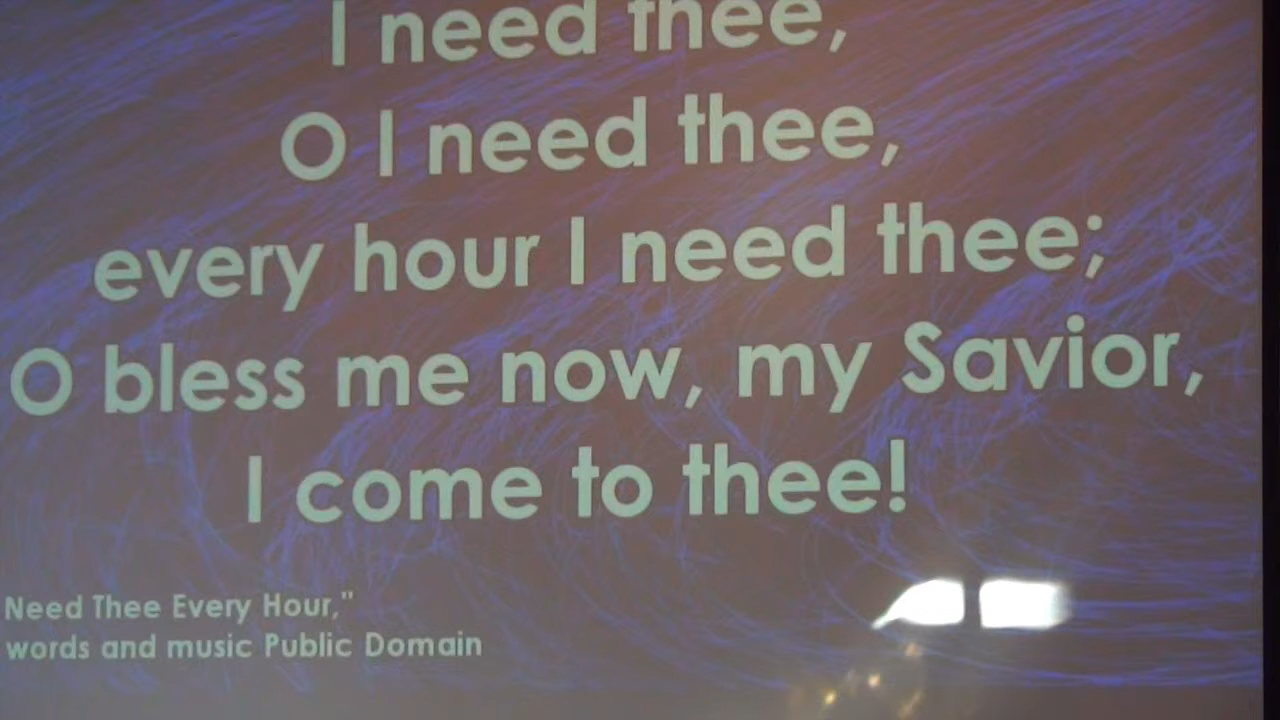 I need thee,
O I need thee,
every hour I need thee;
O bless me now, my Savior,
I come to thee!
Need Thee Every Hour,"
words and music Public Domain